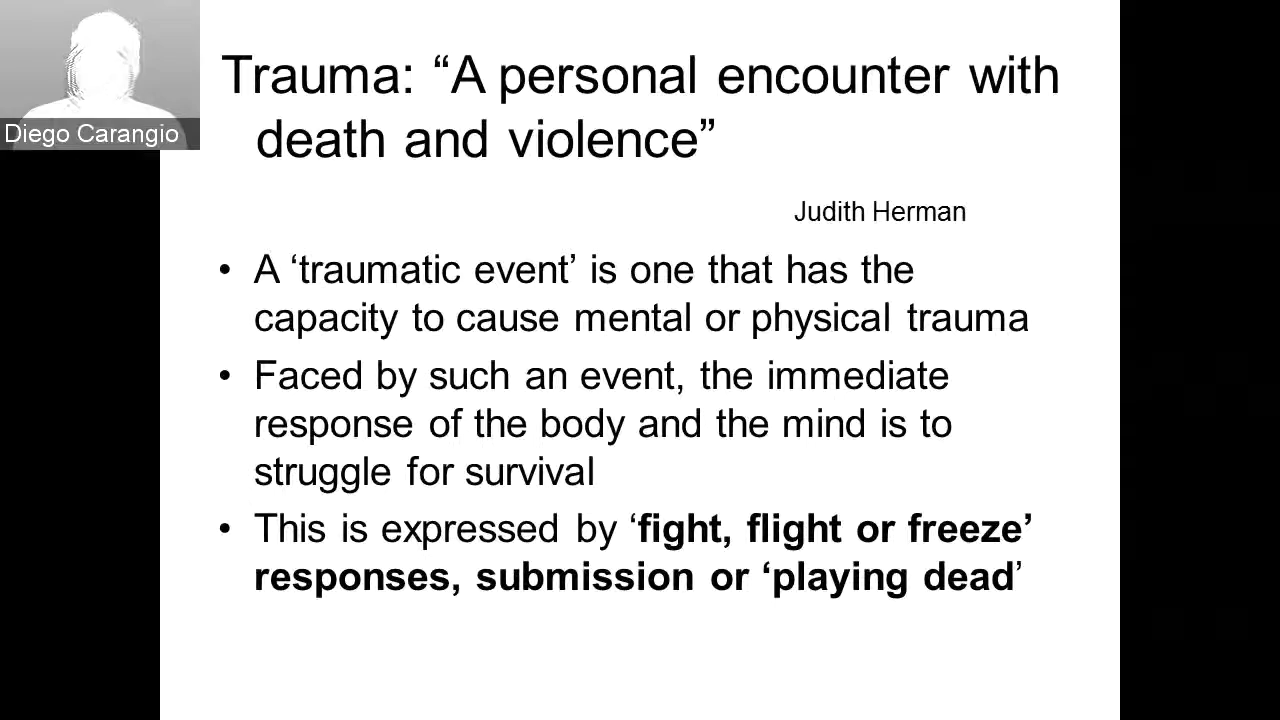 Diego Carangio
Trauma: “A personal encounter with
death and violence”
Judith Herman
• A ‘traumatic event’ is one that has the
capacity to cause mental or physical trauma
• Faced by such an event, the immediate
response of the body and the mind is to
struggle for survival
• This is expressed by ‘fight, flight or freeze’
responses, submission or ‘playing dead’